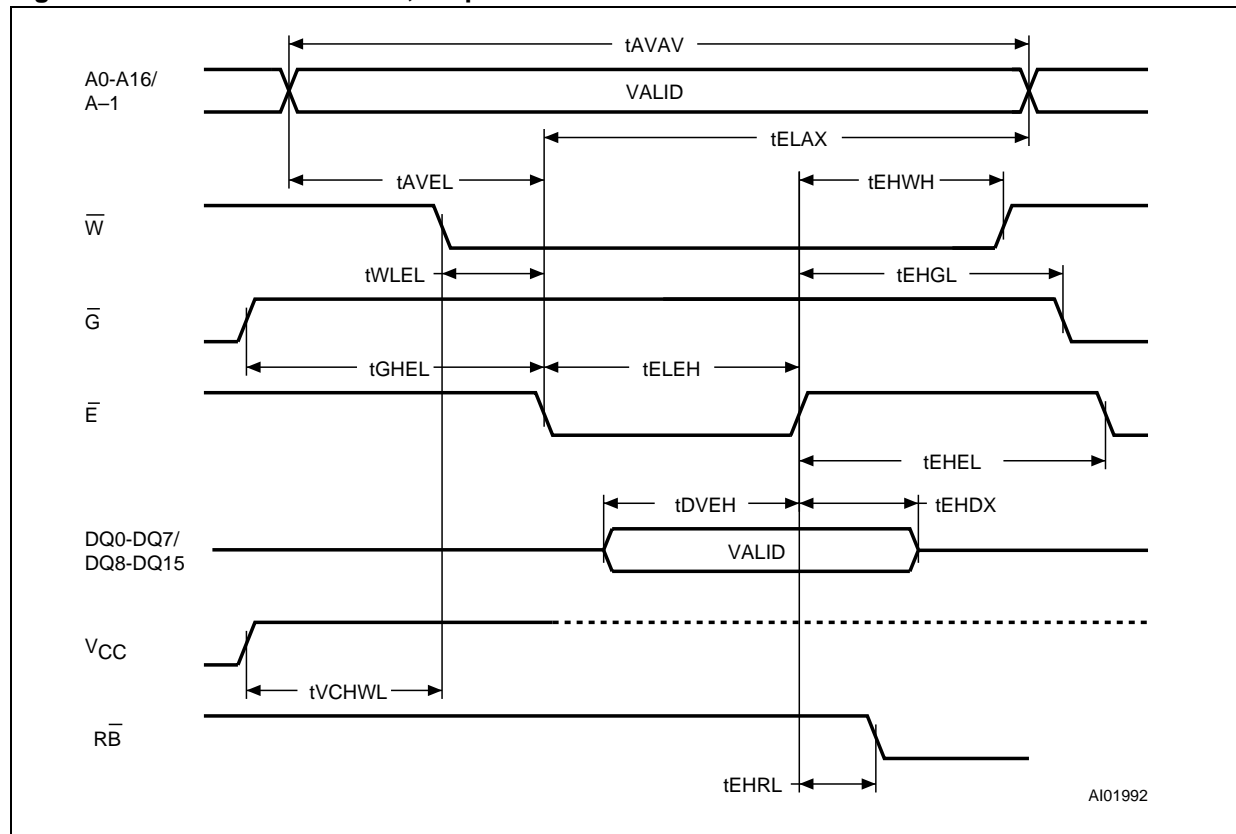 tAVAV
A0-A16/
A–1
VALID
tELAX
tAVEL
tEHWH
W̅
tWLEL
tEHGL
G̅
tGHEL
tELEH
E̅
tEHEL
tDVEH
tEHDX
DQ0-DQ7/
DQ8-DQ15
VALID
VCC
tVCHWL
RB̅
tEHRL
AI01992